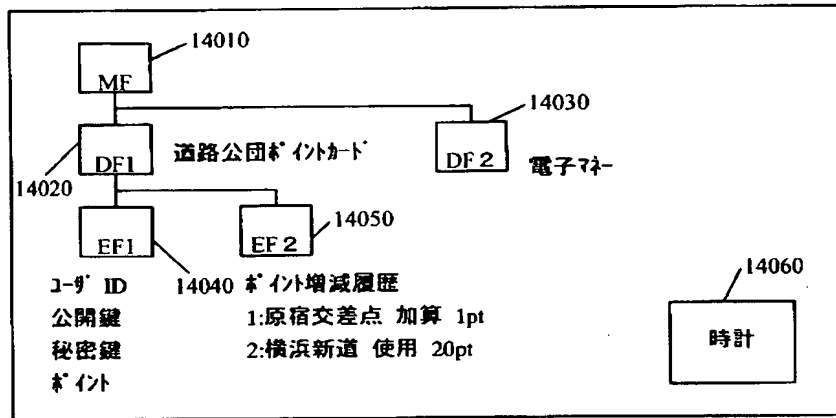 14010
MF
14030
DF1
道路公団ﾎﾟｲﾝﾄｶｰﾄﾞ
DF２
電子ﾏﾈｰ
14020
14050
EF1
EF２
ﾕｰｻﾞ ID
14040
ﾎﾟｲﾝﾄ増減履歴
14060
公開鍵
1:原宿交差点 加算 1pt
時計
秘密鍵
2:横浜新道 使用 20pt
ﾎﾟｲﾝﾄ